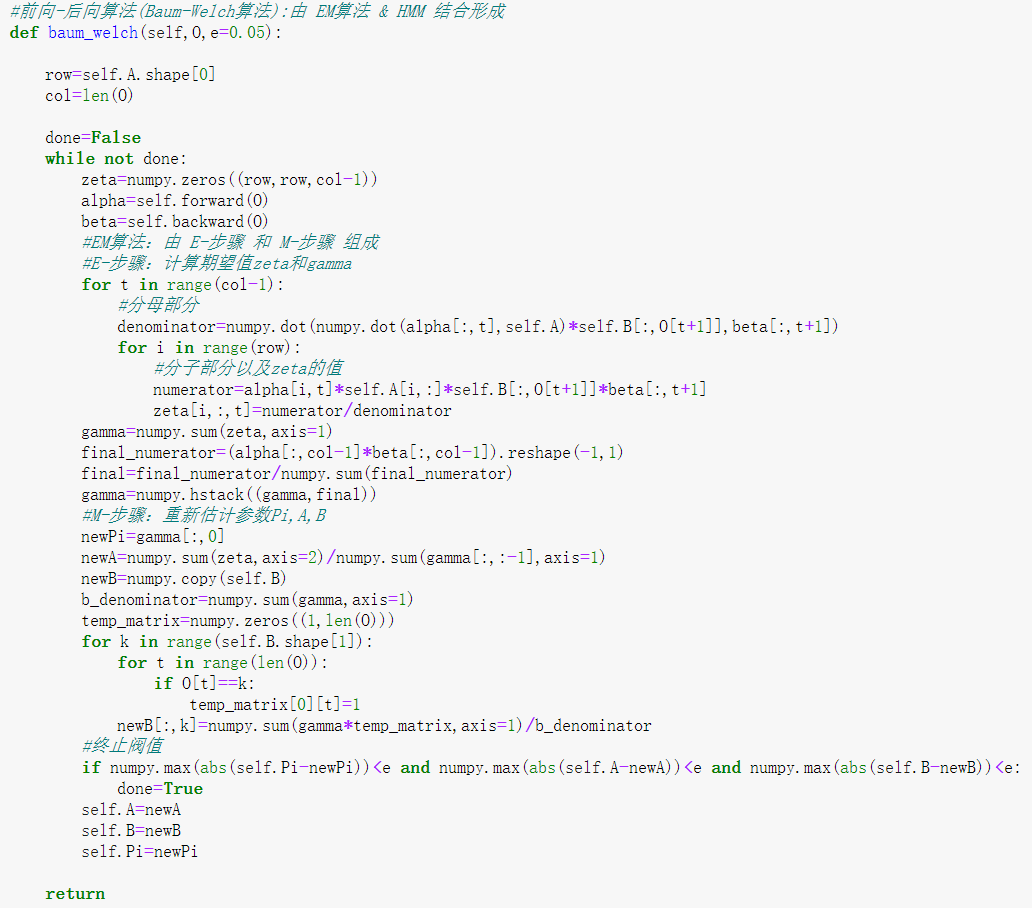 #前向-后向算法(Baum-Welch算法):由 EM算法 & HMM 结合形成
def baum_welch(self,O,e=0.05):
row=self.A.shape[0]
col=len(O)
done=False
while not done:
zeta=numpy.zeros((row,row,col-1))
alpha=self.forward(O)
beta=self.backward(O)
#EM算法：由 E-步骤 和 M-步骤 组成
#E-步骤：计算期望值zeta和gamma
for t in range(col-1):
#分母部分
denominator=numpy.dot(numpy.dot(alpha[:,t],self.A)*self.B[:,O[t+1]],beta[:,t+1])
for i in range(row):
#分子部分以及zeta的值
numerator=alpha[i,t]*self.A[i,:]*self.B[:,O[t+1]]*beta[:,t+1]
zeta[i,:,t]=numerator/denominator
gamma=numpy.sum(zeta,axis=1)
final_numerator=(alpha[:,col-1]*beta[:,col-1]).reshape(-1,1)
final=final_numerator/numpy.sum(final_numerator)
gamma=numpy.hstack((gamma,final))
#M-步骤：重新估计参数Pi,A,B
newPi=gamma[:,0]
newA=numpy.sum(zeta,axis=2)/numpy.sum(gamma[:,:-1],axis=1)
newB=numpy.copy(self.B)
b_denominator=numpy.sum(gamma,axis=1)
temp_matrix=numpy.zeros((1,len(O)))
for k in range(self.B.shape[1]):
for t in range(len(O)):
if O[t]==k:
temp_matrix[0][t]=1
newB[:,k]=numpy.sum(gamma*temp_matrix,axis=1)/b_denominator
#终止阀值
if numpy.max(abs(self.Pi-newPi))<e and numpy.max(abs(self.A-newA))<e and numpy.max(abs(self.B-newB))<e:
done=True
self.A=newA
self.B=newB
self.Pi=newPi
return